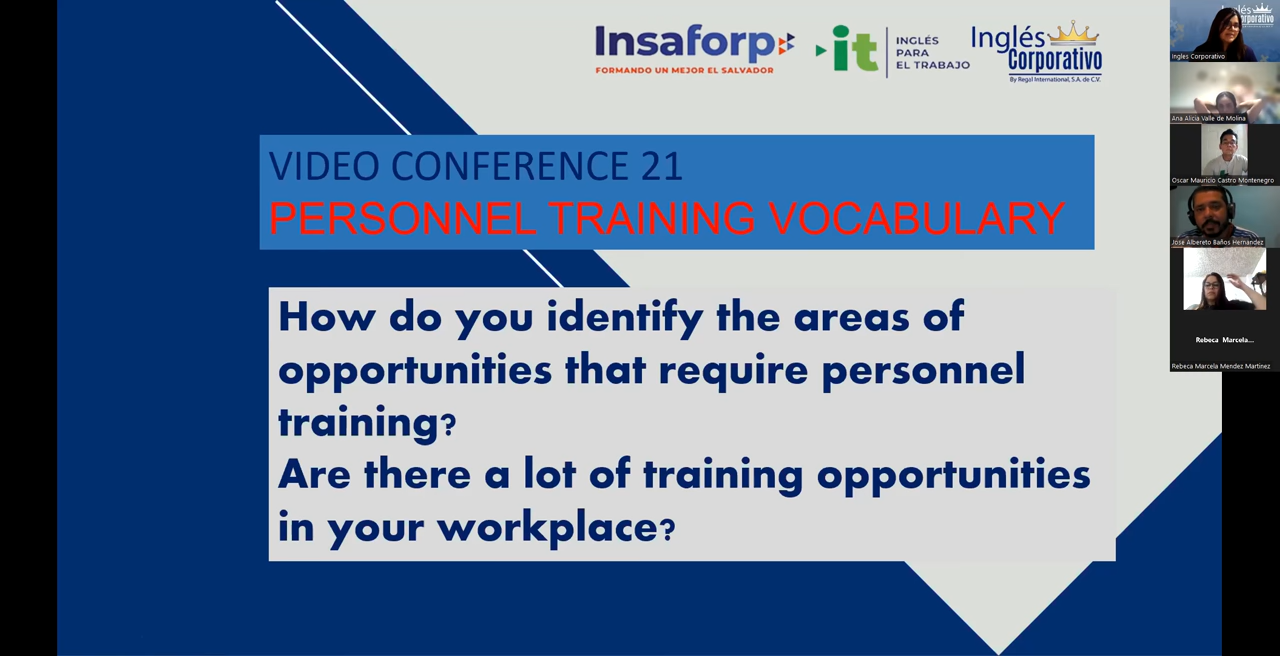 Insaforp
FORMANDO UN MEJOR EL SALVADOR
it
INGLÉS
PARA
EL TRABAJO
Inglés
Corporativo
By Regal International, S.A. de C.V.
VIDEO CONFERENCE 21
PERSONNEL TRAINING VOCABULARY
How do you identify the areas of
opportunities that require personnel
training?
Are there a lot of training opportunities
in your workplace?
Ingles Corporativo
Ana Alicia Valle de Molina
Oscar Mauricio Castro Montenegro
Jose Albereto Baños Hernandez
Rebeca Marcela...
Rebeca Marcela Mendez Martinez